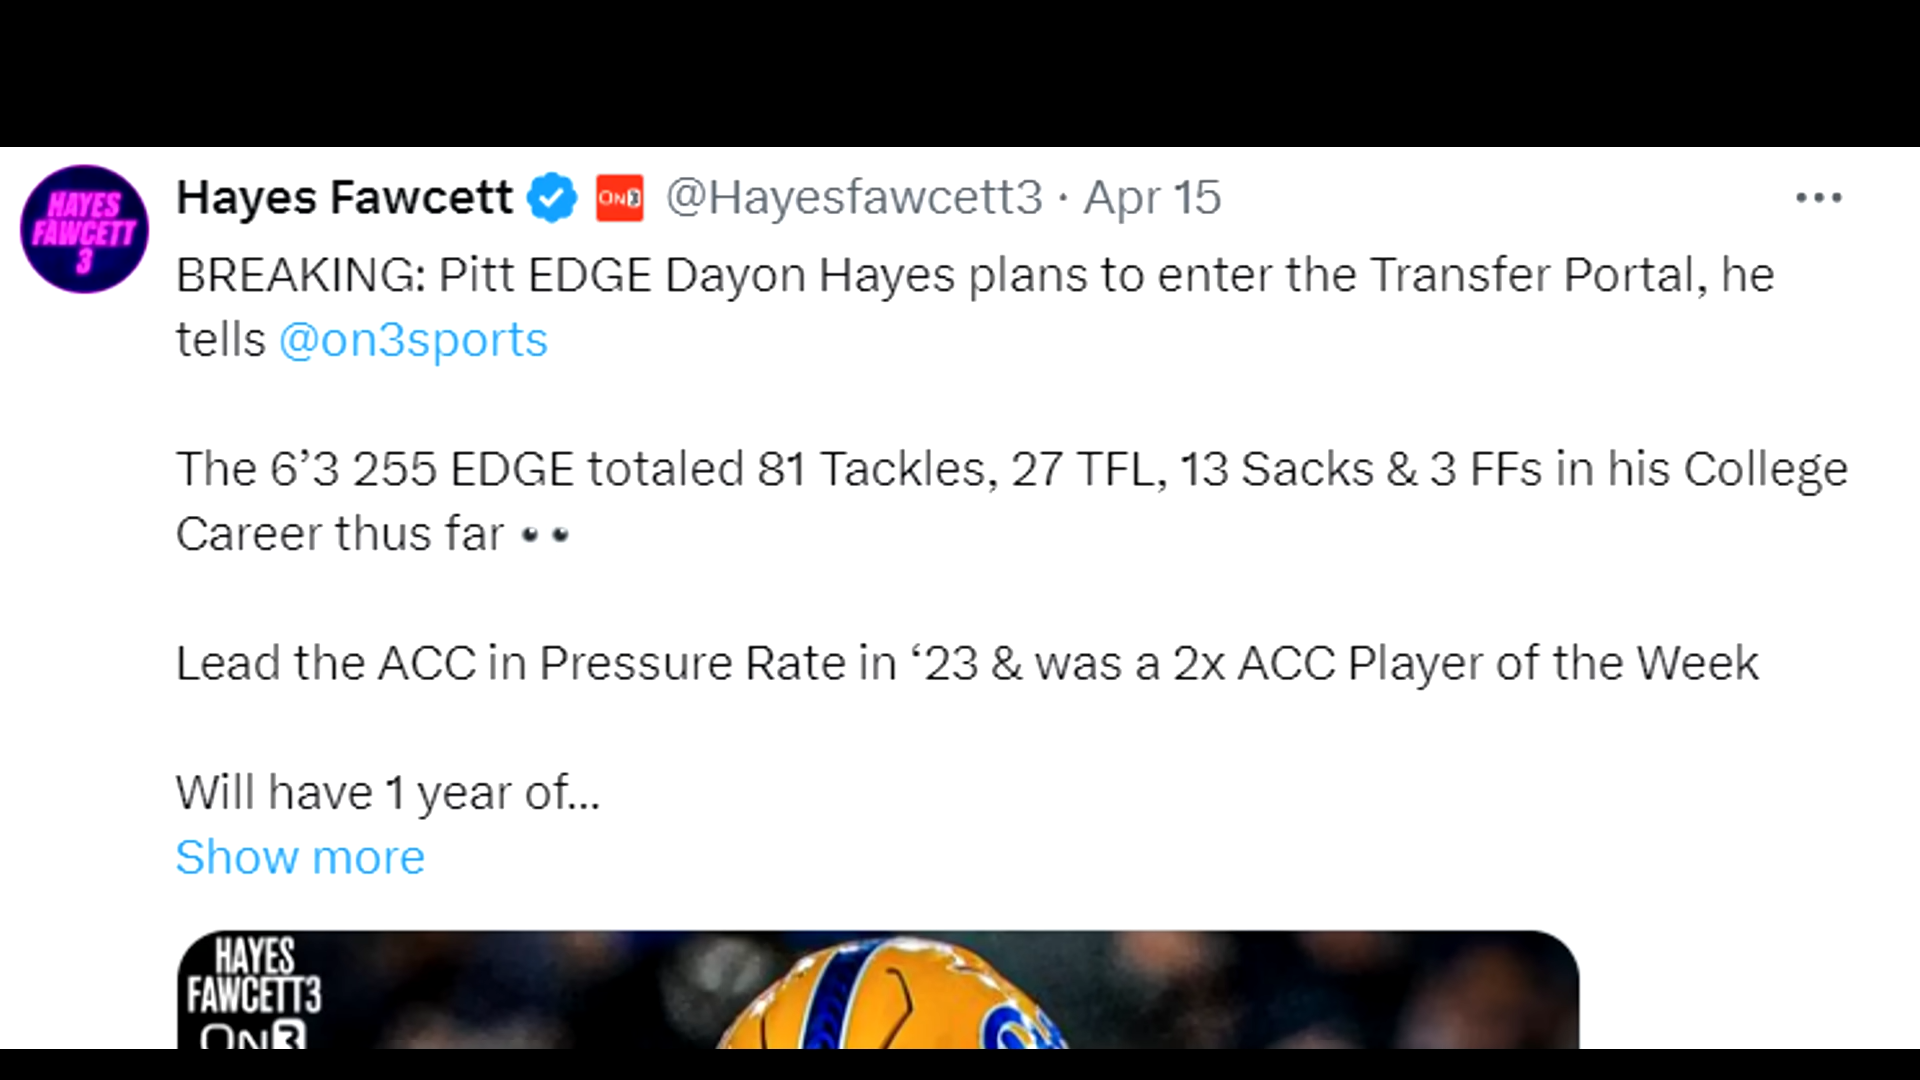 HAYES
FAWCETT
3
Hayes Fawcett ON3 @Hayesfawcett3 · Apr 15
BREAKING: Pitt EDGE Dayon Hayes plans to enter the Transfer Portal, he
tells @on3sports
The 6’3 255 EDGE totaled 81 Tackles, 27 TFL, 13 Sacks & 3 FFs in his College
Career thus far 👀
Lead the ACC in Pressure Rate in ‘23 & was a 2x ACC Player of the Week
Will have 1 year of...
Show more
HAYES
FAWCETT3
ON3